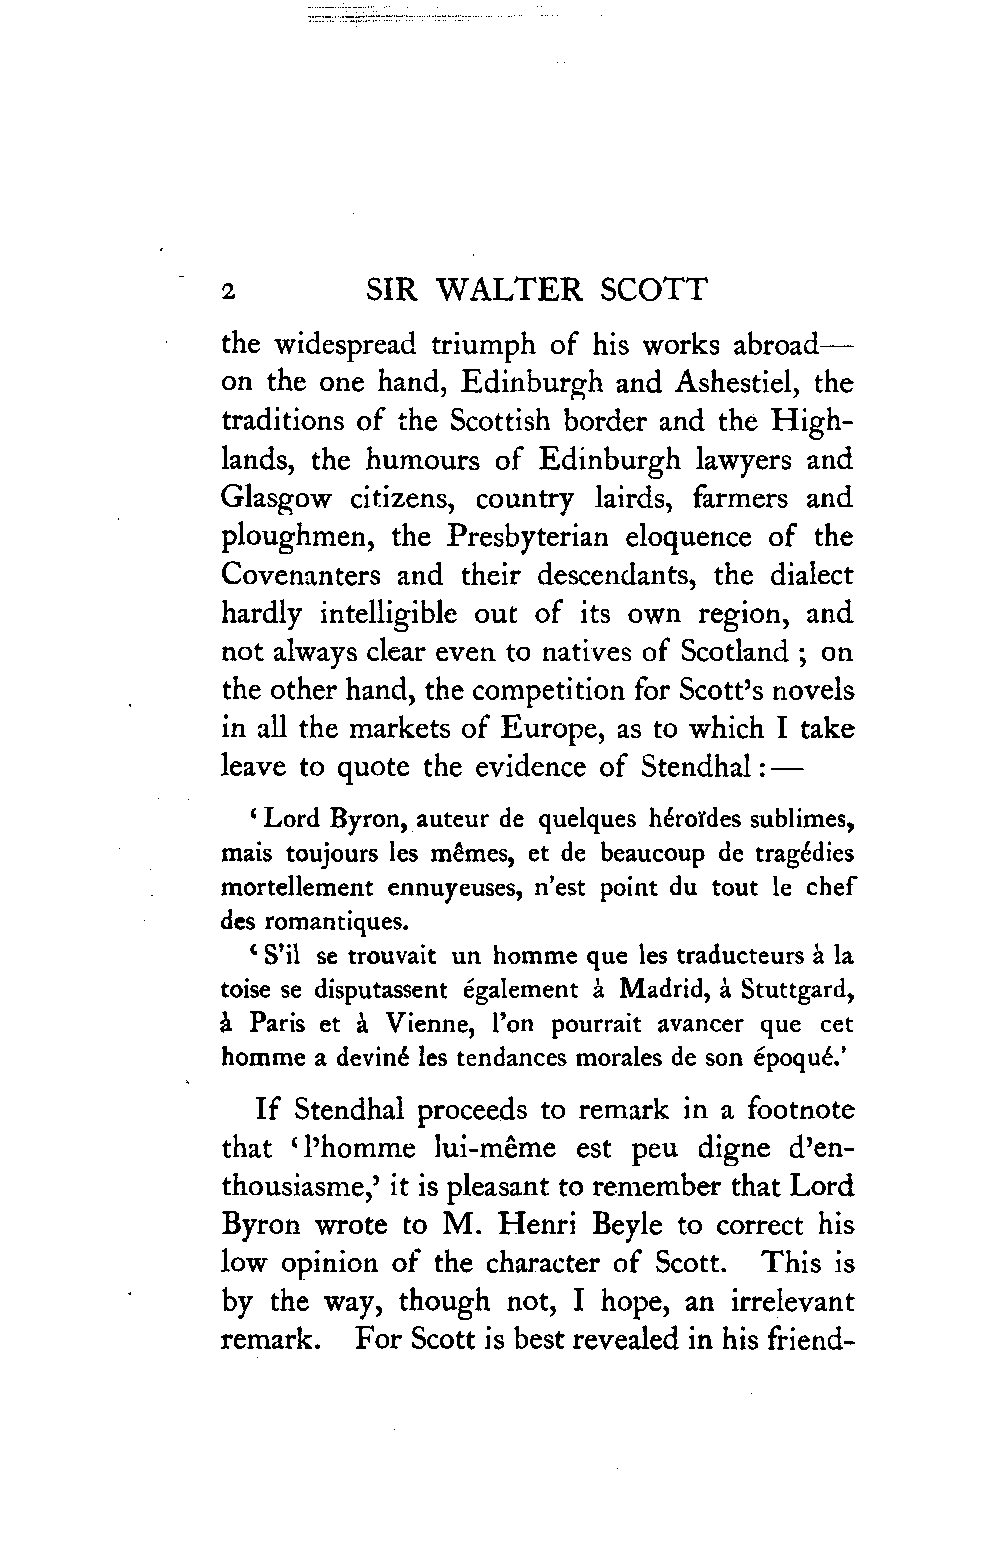 2 SIR WALTER SCOTT
the widespread triumph of his works abroad—
on the one hand, Edinburgh and Ashestiel, the
traditions of the Scottish border and the High-
lands, the humours of Edinburgh lawyers and
Glasgow citizens, country lairds, farmers and
ploughmen, the Presbyterian eloquence of the
Covenanters and their descendants, the dialect
hardly intelligible out of its own region, and
not always clear even to natives of Scotland ; on
the other hand, the competition for Scott's novels
in all the markets of Europe, as to which I take
leave to quote the evidence of Stendhal :—
‘ Lord Byron, auteur de quelques héroïdes sublimes,
mais toujours les mêmes, et de beaucoup de tragédies
mortellement ennuyeuses, n'est point du tout le chef
des romantiques.
‘ S'il se trouvait un homme que les traducteurs à la
toise se disputassent également à Madrid, à Stuttgard,
à Paris et à Vienne, l'on pourrait avancer que cet
homme a deviné les tendances morales de son époqué.’
If Stendhal proceeds to remark in a footnote
that ‘ l'homme lui-même est peu digne d'en-
thousiasme,’ it is pleasant to remember that Lord
Byron wrote to M. Henri Beyle to correct his
low opinion of the character of Scott. This is
by the way, though not, I hope, an irrelevant
remark. For Scott is best revealed in his friend-